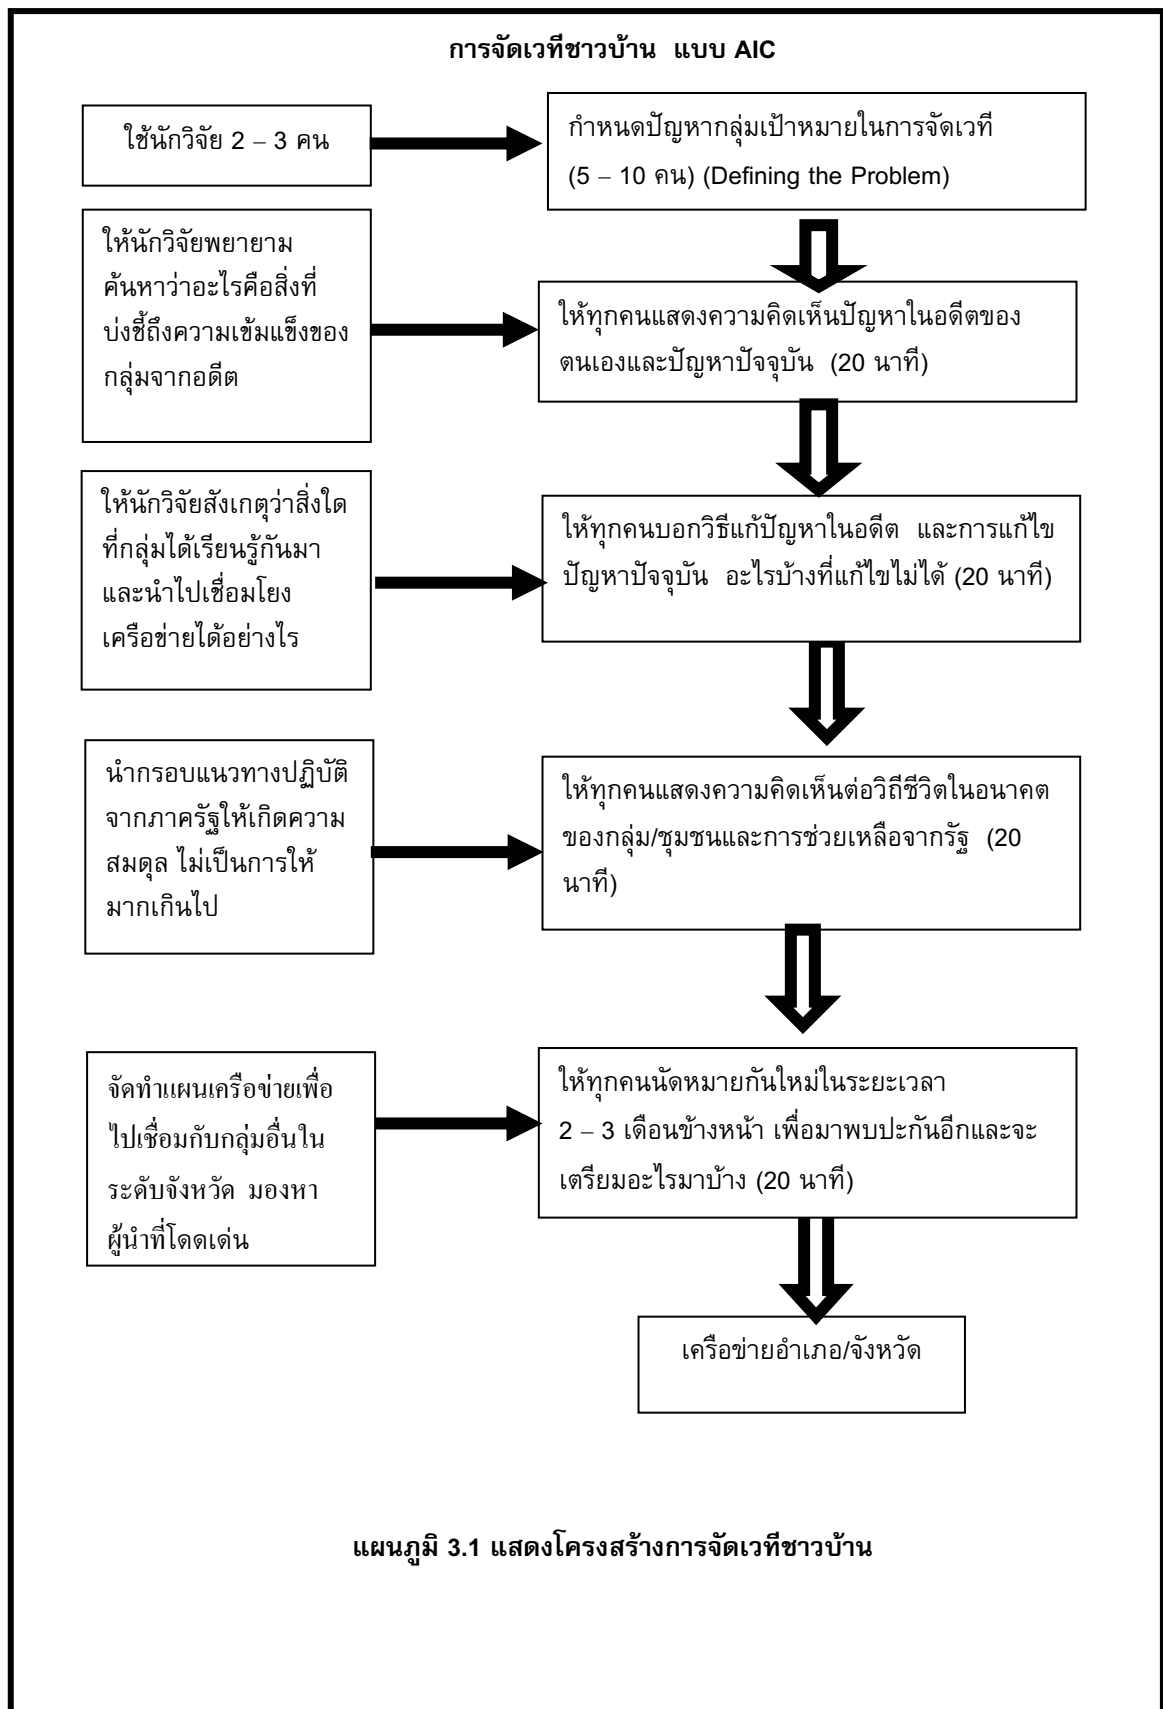 การจัดเวทีชาวบ้าน แบบ AIC
ใช้นักวิจัย 2 – 3 คน
กำหนดปัญหากลุ่มเป้าหมายในการจัดเวที
(5 – 10 คน) (Defining the Problem)
ให้นักวิจัยพยายาม
ค้นหาว่าอะไรคือสิ่งที่
บ่งชี้ถึงความเข้มแข็งของ
กลุ่มจากอดีต
ให้ทุกคนแสดงความคิดเห็นปัญหาในอดีตของ
ตนเองและปัญหาปัจจุบัน (20 นาที)
ให้นักวิจัยสังเกตุว่าสิ่งใด
ที่กลุ่มได้เรียนรู้กันมา
และนำไปเชื่อมโยง
เครือข่ายได้อย่างไร
ให้ทุกคนบอกวิธีแก้ปัญหาในอดีต และการแก้ไข
ปัญหาปัจจุบัน อะไรบ้างที่แก้ไขไม่ได้ (20 นาที)
นำกรอบแนวทางปฏิบัติ
จากภาครัฐให้เกิดความ
สมดุล ไม่เป็นการให้
มากเกินไป
ให้ทุกคนแสดงความคิดเห็นต่อวิถีชีวิตในอนาคต
ของกลุ่ม/ชุมชนและการช่วยเหลือจากรัฐ (20
นาที)
จัดทำแผนเครือข่ายเพื่อ
ไปเชื่อมกับกลุ่มอื่นใน
ระดับจังหวัด มองหา
ผู้นำที่โดดเด่น
ให้ทุกคนนัดหมายกันใหม่ในระยะเวลา
2 – 3 เดือนข้างหน้า เพื่อมาพบปะกันอีกและจะ
เตรียมอะไรมาบ้าง (20 นาที)
เครือข่ายอำเภอ/จังหวัด
แผนภูมิ 3.1 แสดงโครงสร้างการจัดเวทีชาวบ้าน